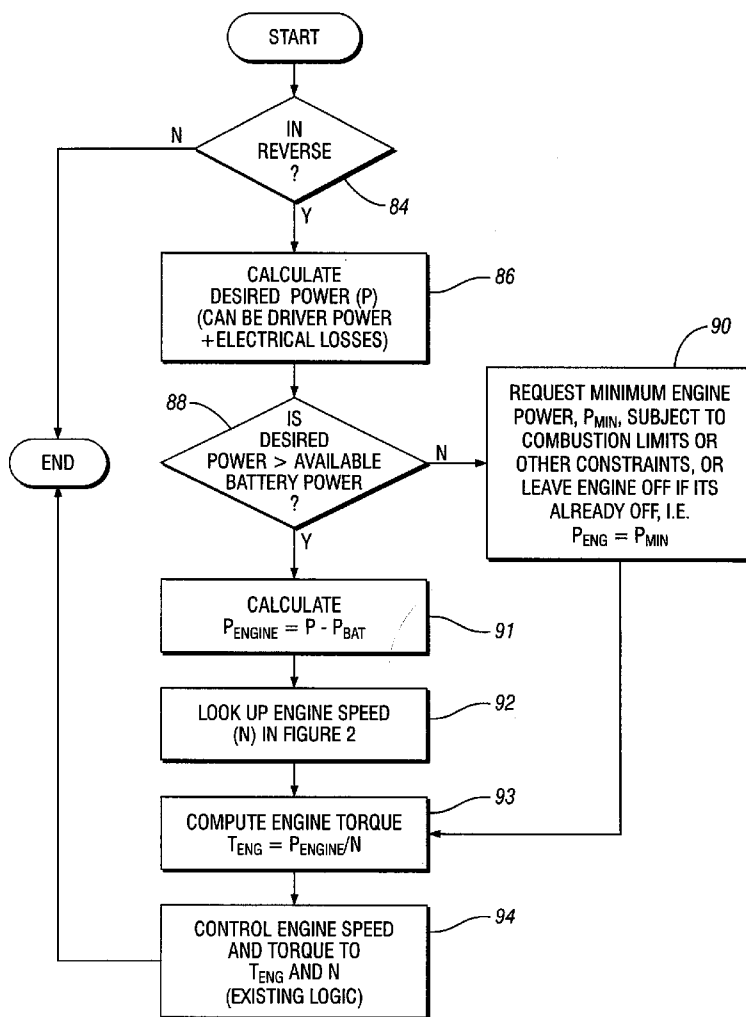 START
N
IN
REVERSE
?
84
Y
CALCULATE
DESIRED POWER (P)
(CAN BE DRIVER POWER
+ELECTRICAL LOSSES)
86
90
88
IS
DESIRED
POWER > AVAILABLE
BATTERY POWER
?
N
Y
REQUEST MINIMUM ENGINE
POWER, PMIN, SUBJECT TO
COMBUSTION LIMITS OR
OTHER CONSTRAINTS, OR
LEAVE ENGINE OFF IF ITS
ALREADY OFF, I.E.
PENG = PMIN
END
CALCULATE
PENGINE = P - PBAT
91
LOOK UP ENGINE SPEED
(N) IN FIGURE 2
92
COMPUTE ENGINE TORQUE
TENG = PENGINE/N
93
CONTROL ENGINE SPEED
AND TORQUE TO
TENG AND N
(EXISTING LOGIC)
94